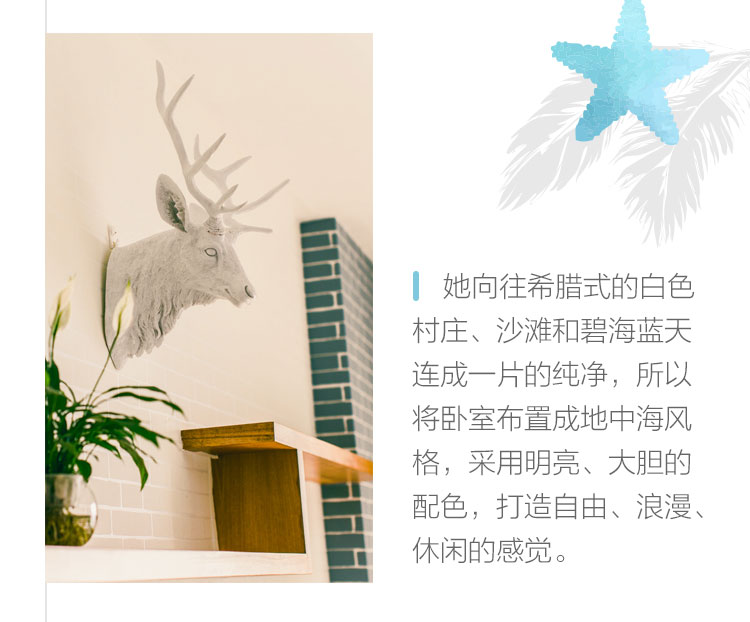 她向往希腊式的白色
村庄、沙滩和碧海蓝天
连成一片的纯净，所以
将卧室布置成地中海风
格，采用明亮、大胆的
配色，打造自由、浪漫、
休闲的感觉。